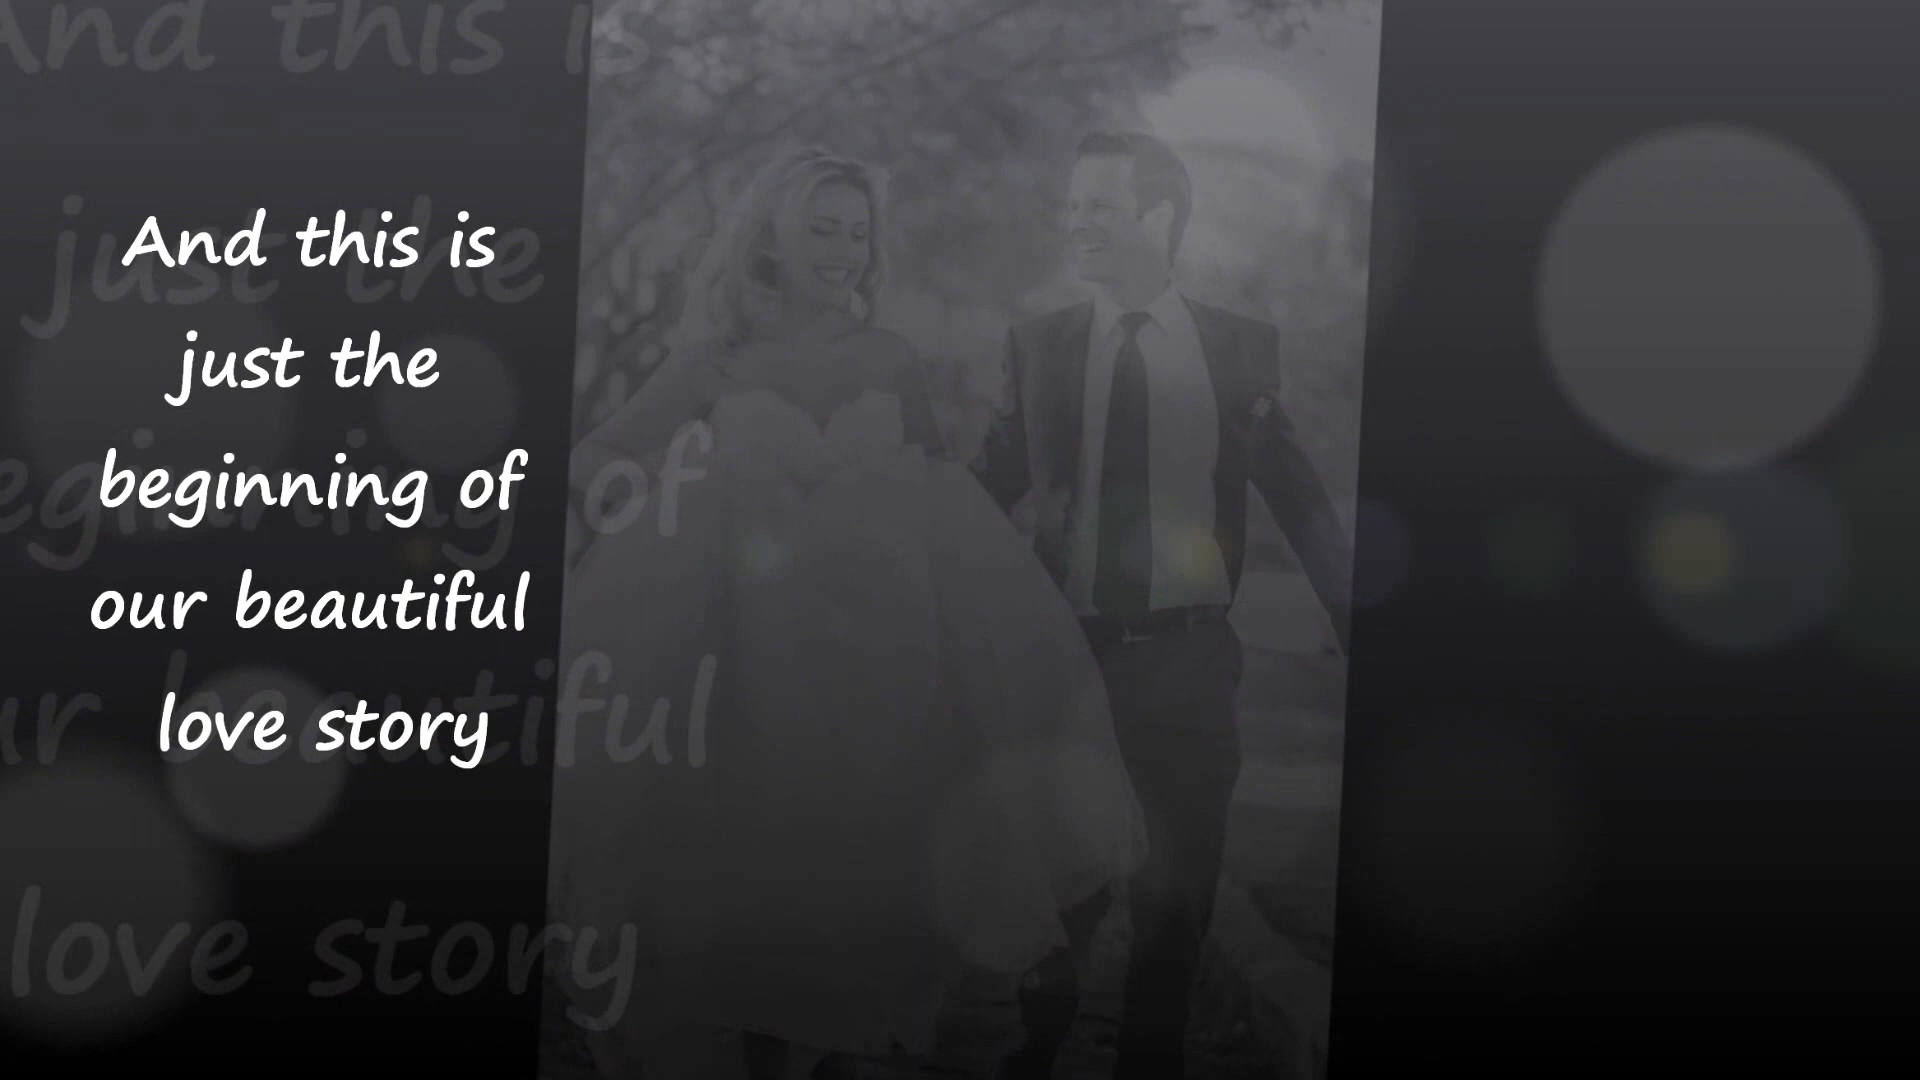 And this is
just the
beginning of
our beautiful
love story